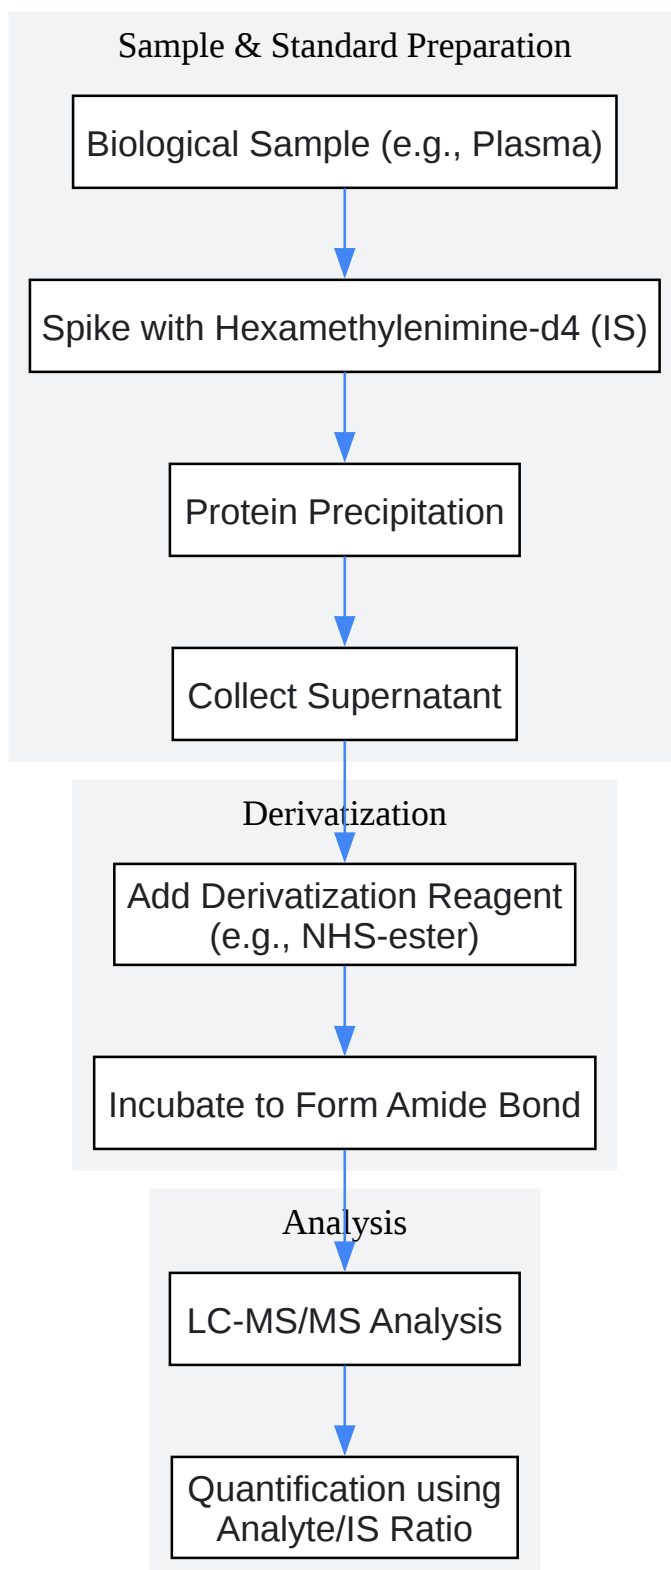 Sample & Standard Preparation
Biological Sample (e.g., Plasma)
Spike with Hexamethylenimine-d4 (IS)
Protein Precipitation
Collect Supernatant
Derivatization
Add Derivatization Reagent
(e.g., NHS-ester)
Incubate to Form Amide Bond
Analysis
LC-MS/MS Analysis
Quantification using
Analyte/IS Ratio